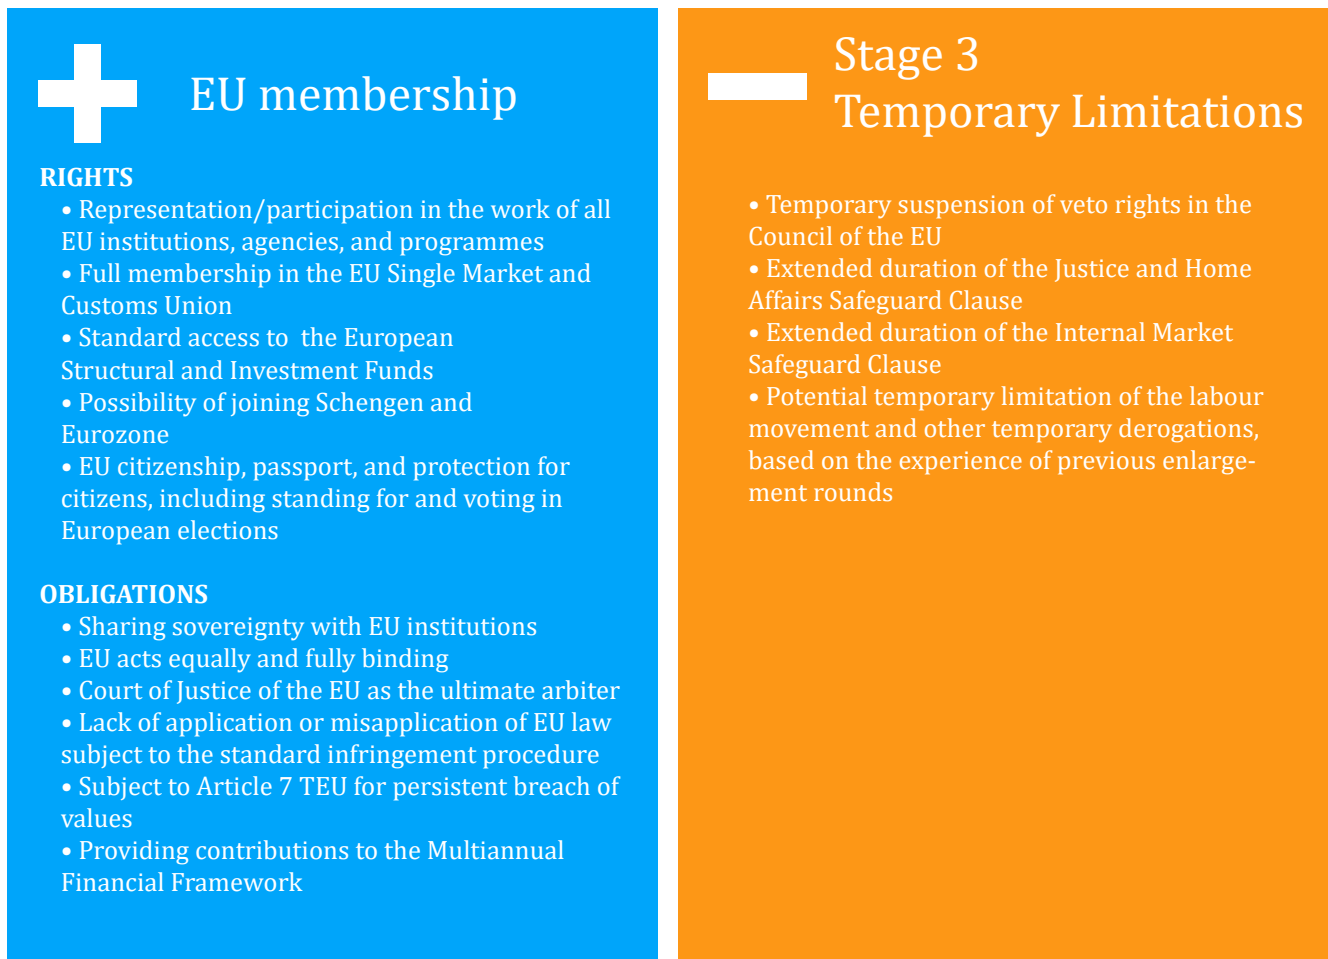 EU membership
RIGHTS
• Representation/participation in the work of all
EU institutions, agencies, and programmes
• Full membership in the EU Single Market and
Customs Union
• Standard access to  the European
Structural and Investment Funds
• Possibility of joining Schengen and
Eurozone
• EU citizenship, passport, and protection for
citizens, including standing for and voting in
European elections
OBLIGATIONS
• Sharing sovereignty with EU institutions
• EU acts equally and fully binding
• Court of Justice of the EU as the ultimate arbiter
• Lack of application or misapplication of EU law
subject to the standard infringement procedure
• Subject to Article 7 TEU for persistent breach of
values
• Providing contributions to the Multiannual
Financial Framework
Stage 3
Temporary Limitations
• Temporary suspension of veto rights in the
Council of the EU
• Extended duration of the Justice and Home
Affairs Safeguard Clause
• Extended duration of the Internal Market
Safeguard Clause
• Potential temporary limitation of the labour
movement and other temporary derogations,
based on the experience of previous enlarge-
ment rounds